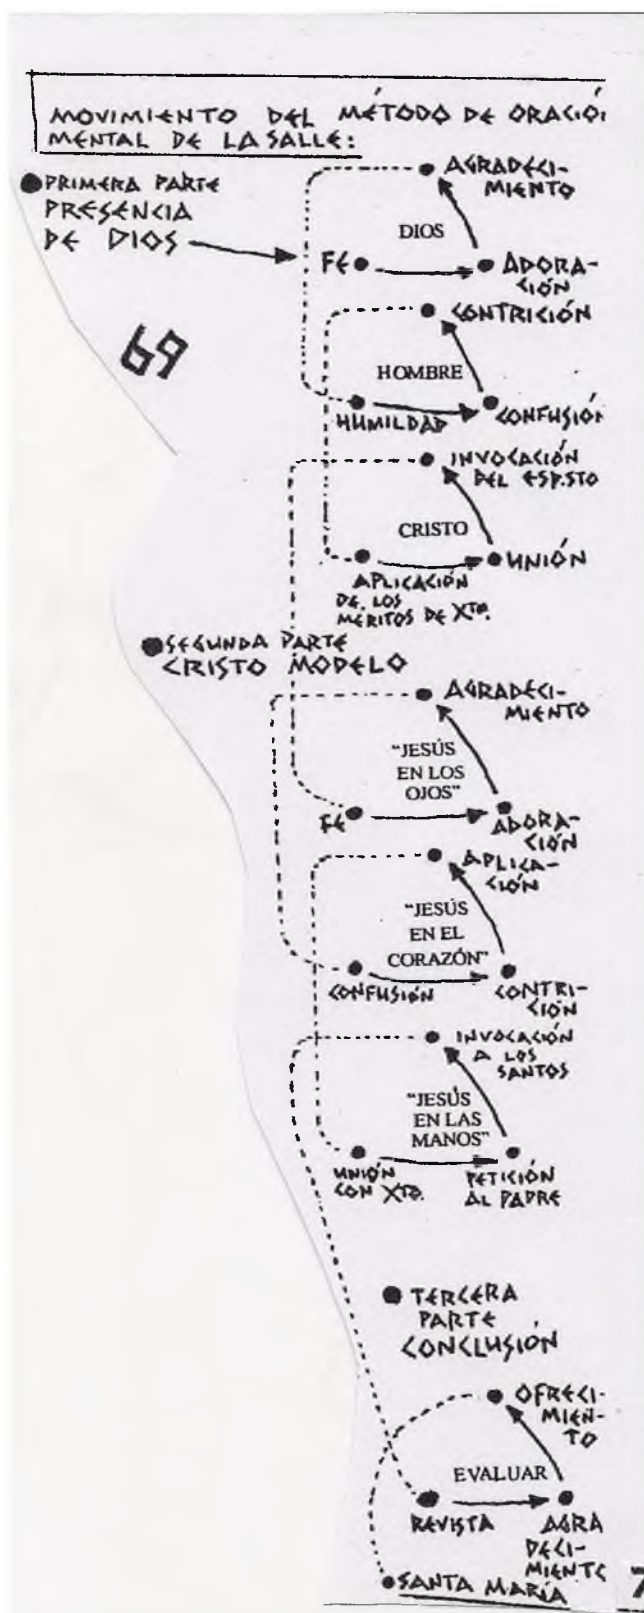 MOVIMIENTO DEL MÉTODO DE ORACIÓ
MENTAL DE LA SALLE:
PRIMERA PARTE
PRESENCIA
DE DIOS
69
AGRADECI-
MIENTO
DIOS
FE
ADORA-
CIÓN
CONTRICIÓN
HOMBRE
HUMILDAD
CONFUSIÓN
INVOCACIÓN
DEL ESP.STO
CRISTO
UNIÓN
APLICACIÓN
DE LOS
MÉRITOS DE XTO.
SEGUNDA PARTE
CRISTO MODELO
AGRADECI-
MIENTO
"JESÚS
EN LOS
OJOS"
FE
ADORA-
CIÓN
APLICA-
CIÓN
"JESÚS
EN EL
CORAZÓN"
CONFUSIÓN
CONTRI-
CIÓN
INVOCACIÓN
A LOS
SANTOS
"JESÚS
EN LAS
MANOS"
UNIÓN
CON XTO.
PETICIÓN
AL PADRE
TERCERA
PARTE
CONCLUSIÓN
OFRECI-
MIEN-
TO
EVALUAR
REVISTA
AGRA
DECI-
MIENTO
SANTA MARÍA
7